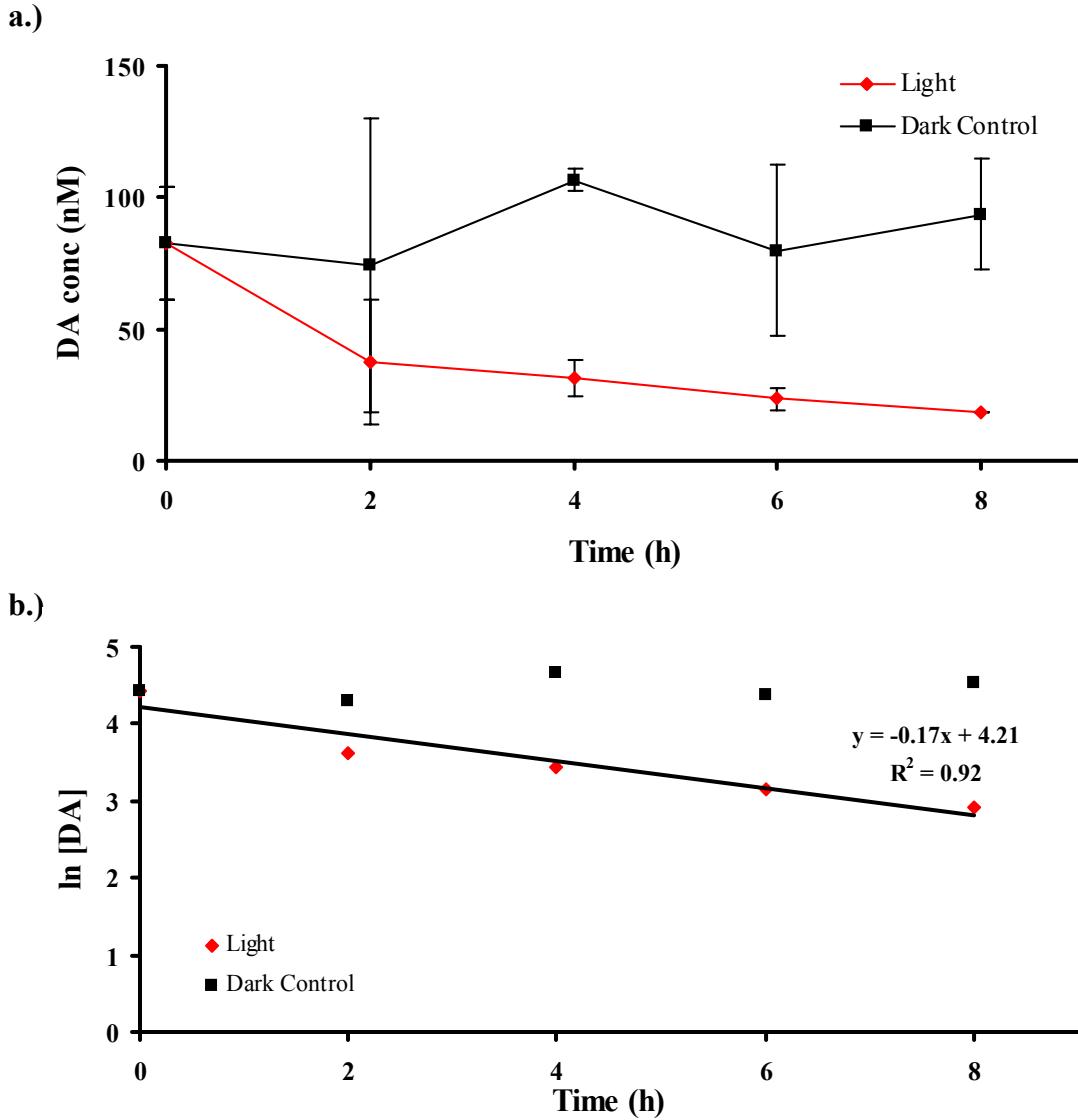 a.)
150
100
50
0
DA conc (nM)
Light
Dark Control
0 2 4 6 8
Time (h)
b.)
5
4
3
2
1
0
ln [DA]
y = -0.17x + 4.21
R² = 0.92
Light
Dark Control
0 2 4 6 8
Time (h)